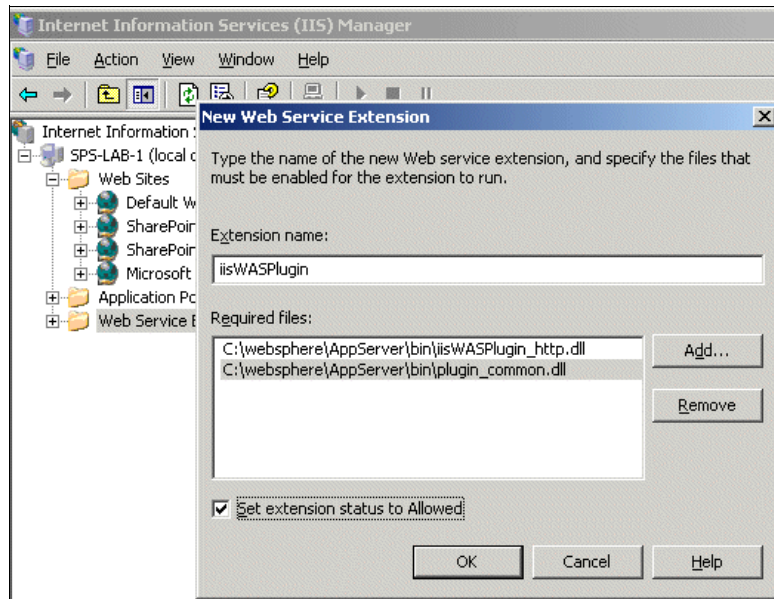 Internet Information Services (IIS) Manager
File Action View Window Help
New Web Service Extension
Internet Information
SPS-LAB-1 (local c
Web Sites
Default W
SharePoir
SharePoir
Microsoft
Application Po
Web Service E
Type the name of the new Web service extension, and specify the files that
must be enabled for the extension to run.
Extension name:
iisWASPlugin
Required files:
C:\websphere\AppServer\bin\iisWASPlugin_http.dll
C:\websphere\AppServer\bin\plugin_common.dll
Add...
Remove
Set extension status to Allowed
OK Cancel Help